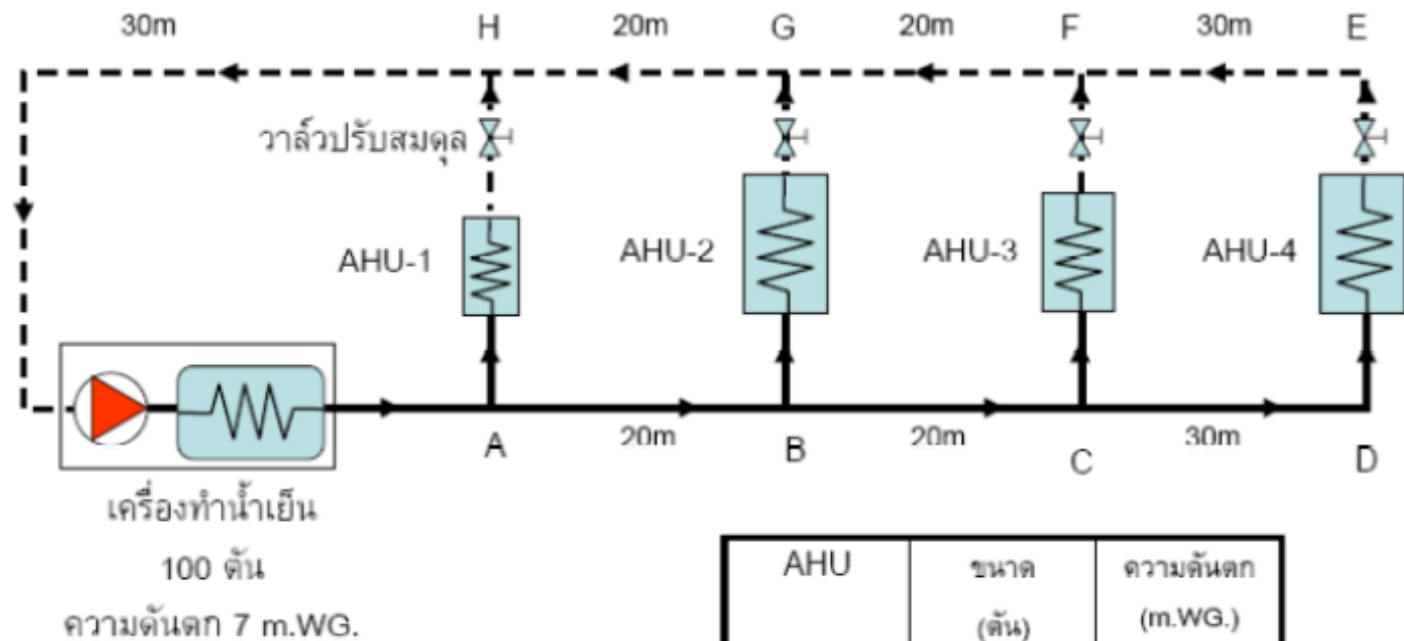 30m H 20m G 20m F 30m E
วาล์วปรับสมดุล
AHU-1 AHU-2 AHU-3 AHU-4
20m 20m 30m
A B C D
เครื่องทำน้ำเย็น
100 ตัน
ความดันตก 7 m.WG.
AHU ขนาด ความดันตก
(ตัน) (m.WG.)